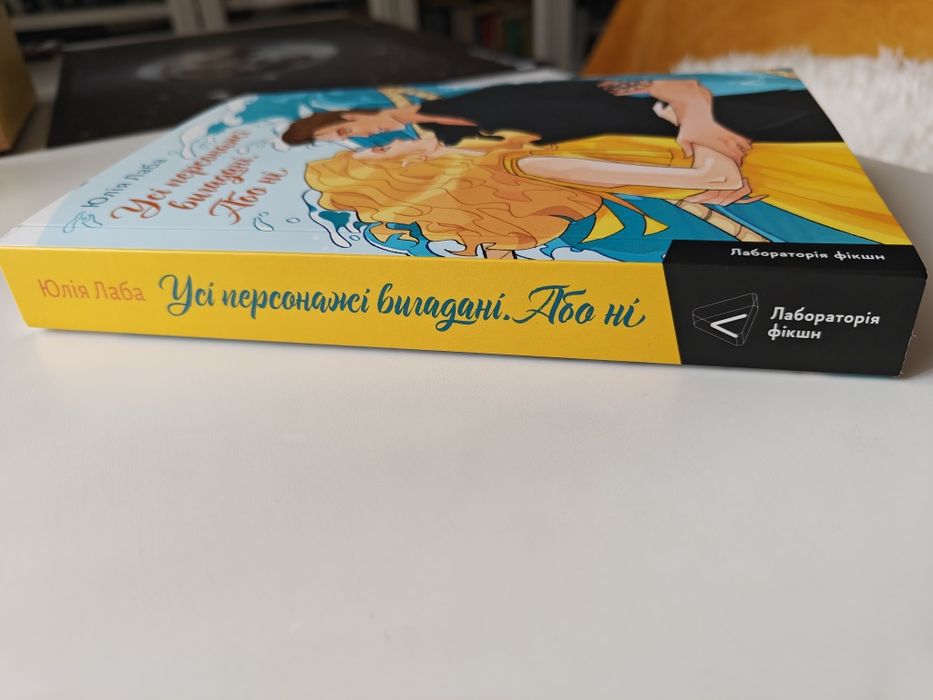 Юлія Лаба
Усі персонажі
вигадані.
Або ні
Юлія Лаба Усі персонажі вигадані. Або ні
Лабораторія фікшн
Лабораторія
фікшн